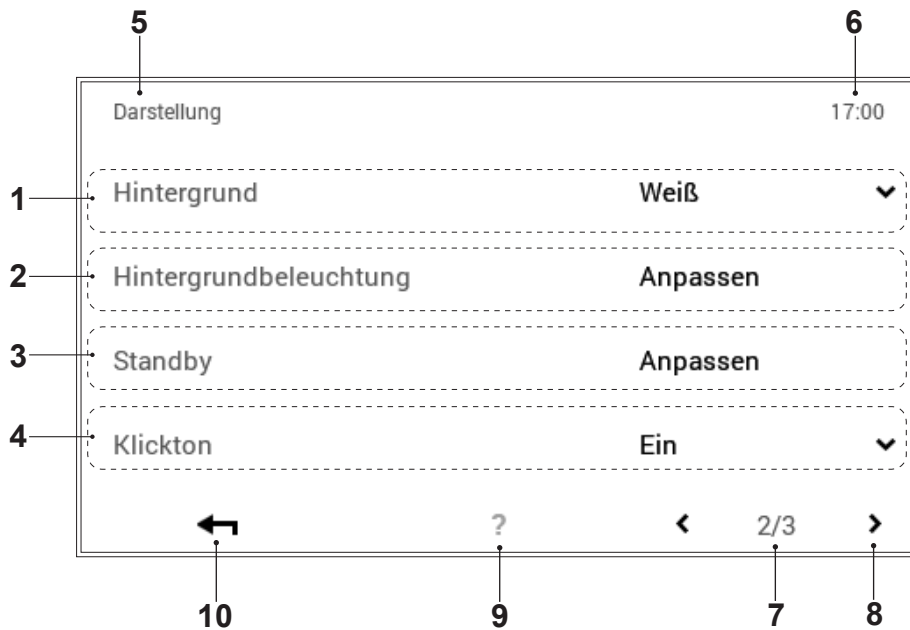 5 6
Darstellung 17:00
1 Hintergrund Weiß
2 Hintergrundbeleuchtung Anpassen
3 Standby Anpassen
4 Klickton Ein
? 2/3
10 9 7 8